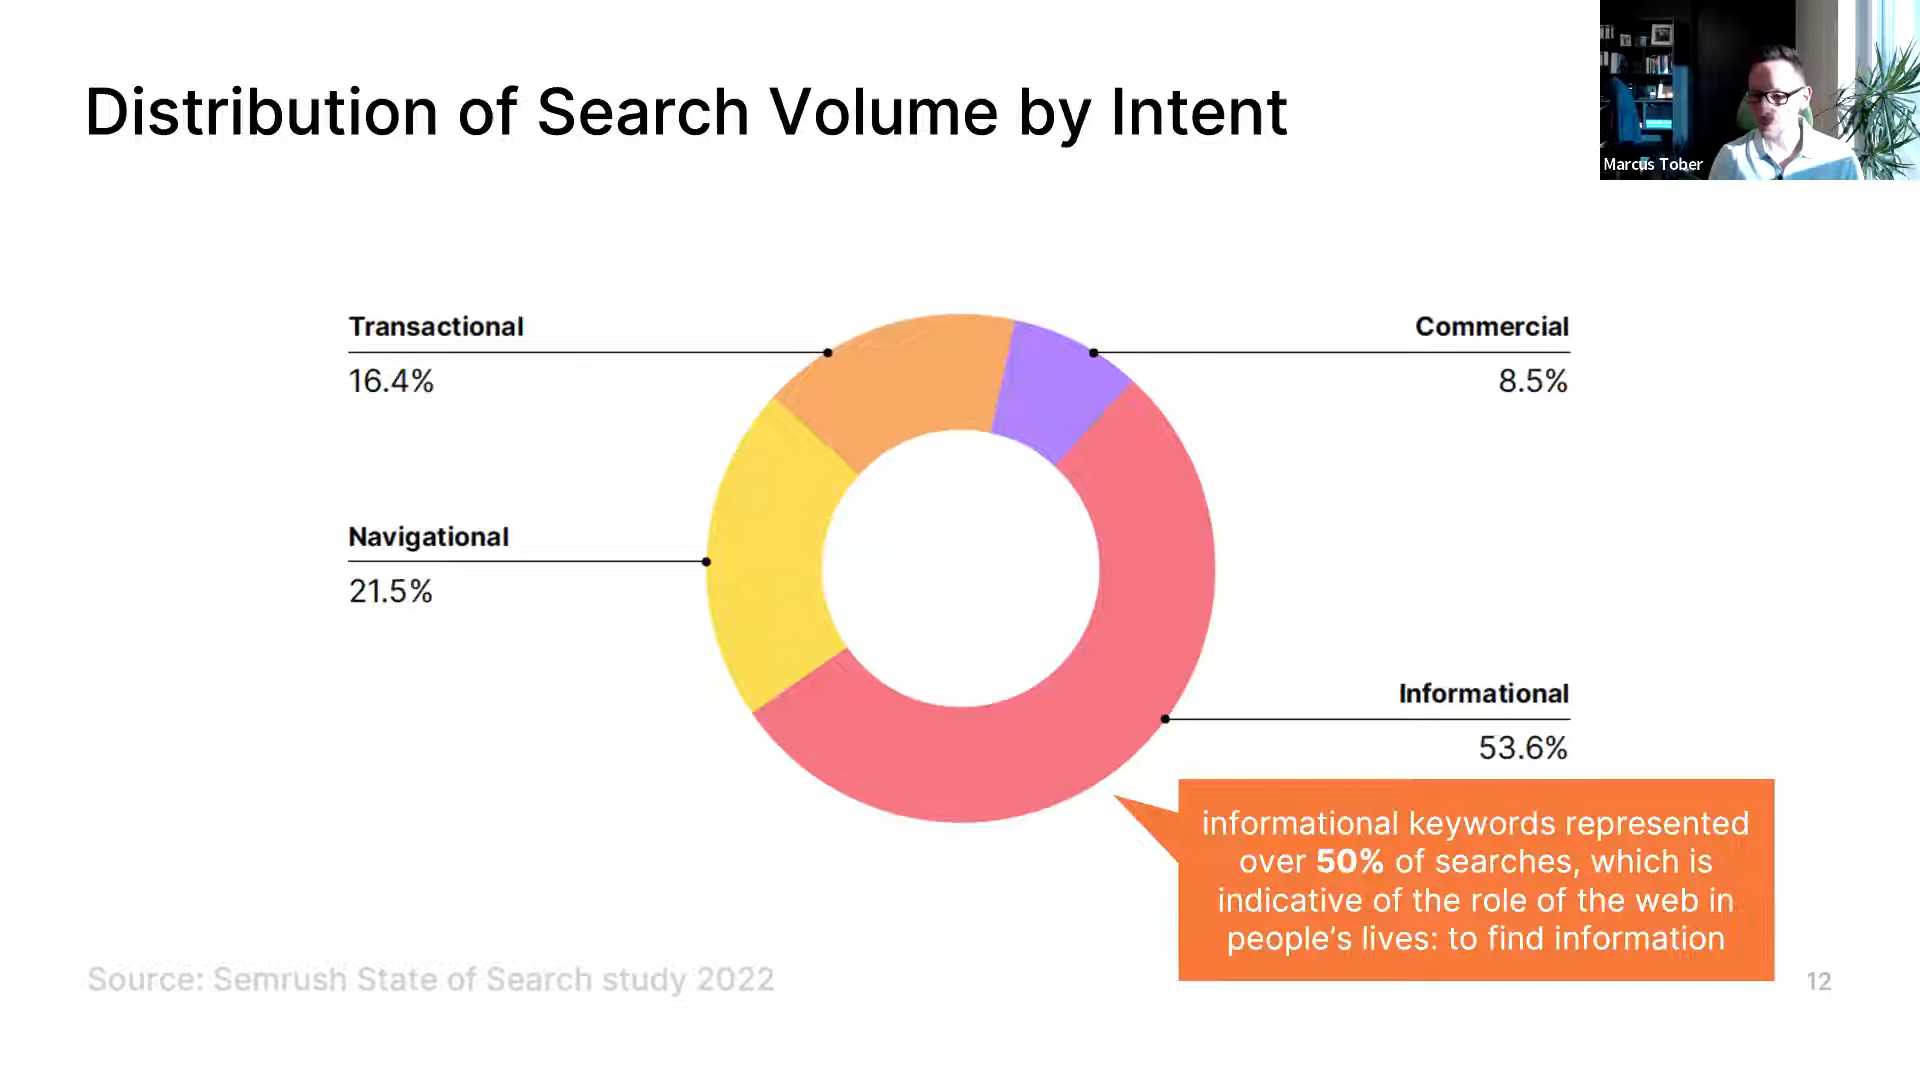 Distribution of Search Volume by Intent
Marcus Tober
Transactional
16.4%
Commercial
8.5%
Navigational
21.5%
Informational
53.6%
informational keywords represented
over 50% of searches, which is
indicative of the role of the web in
people's lives: to find information
Source: Semrush State of Search study 2022
12